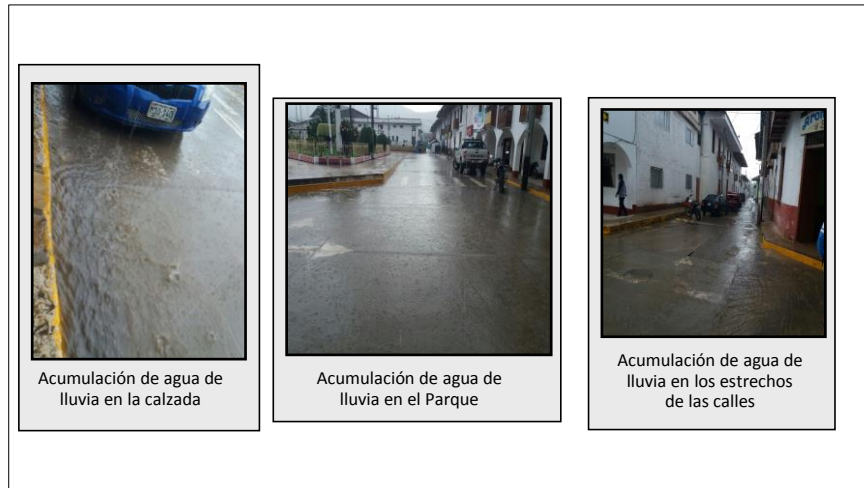 Acumulación de agua de
lluvia en la calzada
Acumulación de agua de
lluvia en el Parque
Acumulación de agua de
lluvia en los estrechos
de las calles